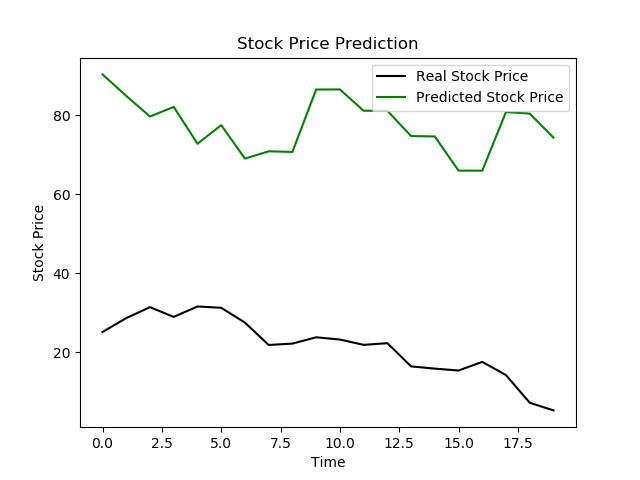 Stock Price Prediction
Real Stock Price
Predicted Stock Price
Stock Price
80
60
40
20
0.0 2.5 5.0 7.5 10.0 12.5 15.0 17.5
Time